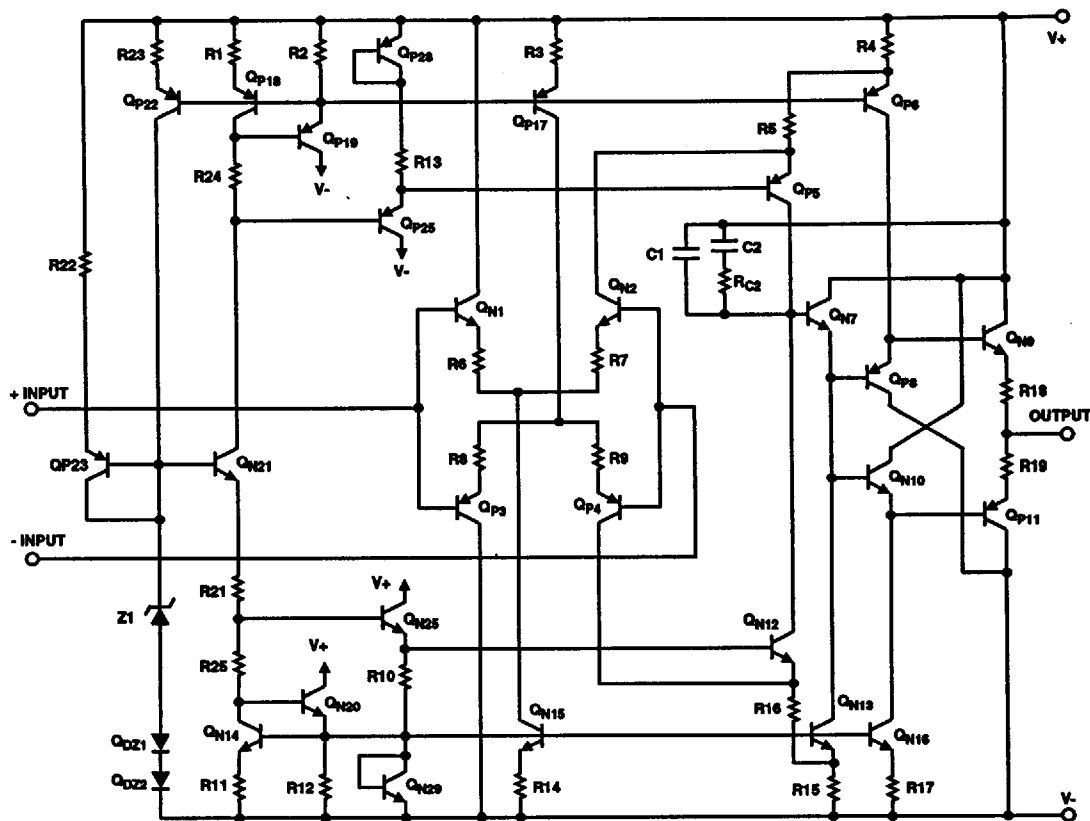 V+
R23
R1
R2
QP28
R3
R4
QP22
QP18
QP17
QP6
QP19
V-
R13
R5
R24
QP25
V-
QP5
R22
C1
C2
RC2
QN1
QN2
QN7
QN9
R6
R7
QP8
R18
+ INPUT
OUTPUT
R8
R9
R19
QP23
QN21
QN10
QP3
QP4
QP11
- INPUT
Z1
R21
V+
QN25
QN12
R25
V+
R10
QN20
R16
QN13
QN14
QN15
QN16
QDZ1
QDZ2
R11
R12
QN29
R14
R15
R17
V-